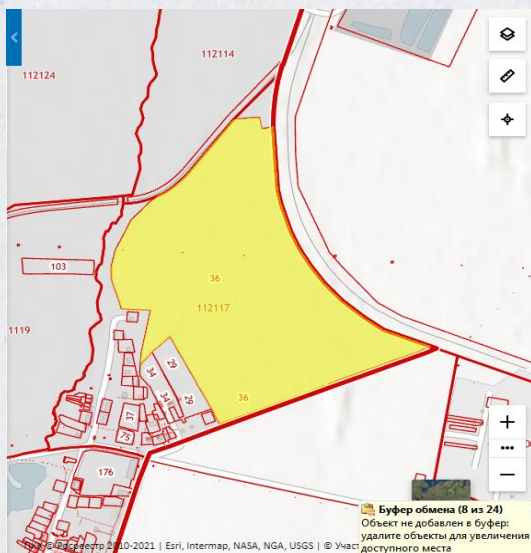 112114
112124
103
36
112117
1119
29
34
34
29
36
37
75
176
Буфер обмена (8 из 24)
Объект не добавлен в буфер:
удалите объекты для увеличения
доступного места
© Росреестр 2010-2021 | Esri, Intermap, NASA, NGA, USGS | © Участ